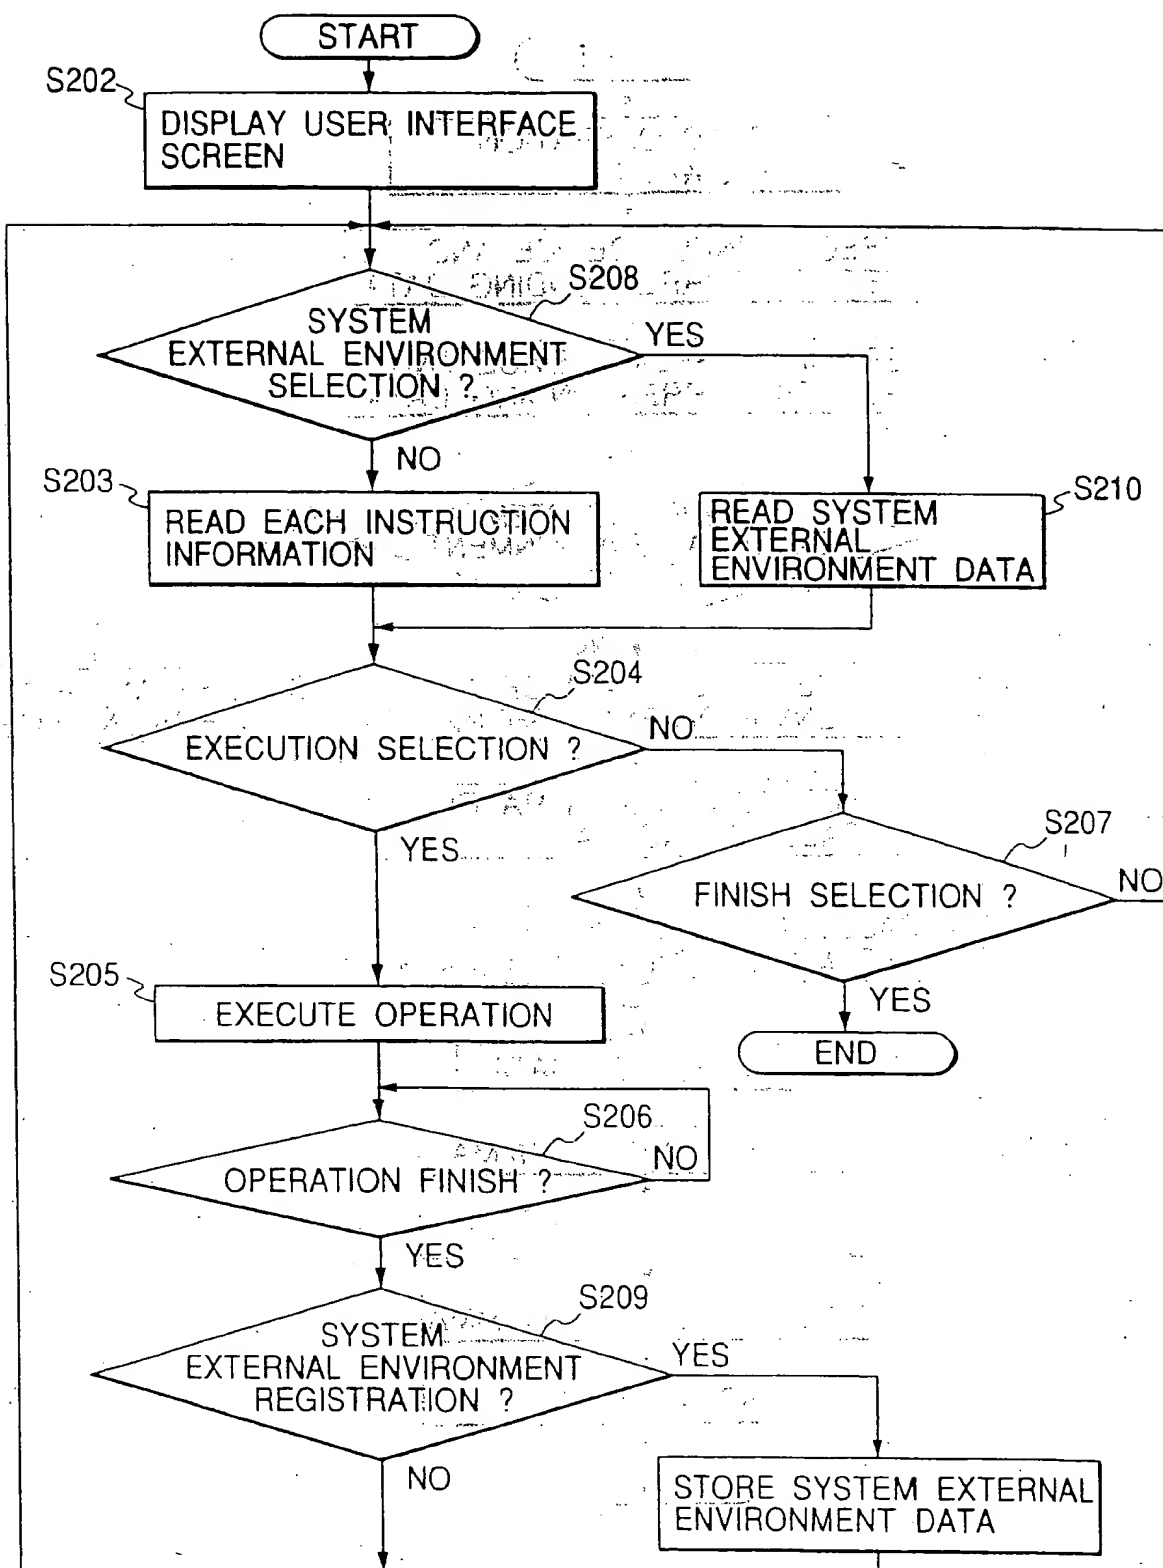 START
S202
DISPLAY USER INTERFACE
SCREEN
S208
SYSTEM
EXTERNAL ENVIRONMENT
SELECTION ?
YES
NO
S203
READ EACH INSTRUCTION
INFORMATION
S210
READ SYSTEM
EXTERNAL
ENVIRONMENT DATA
S204
EXECUTION SELECTION ?
NO
YES
S207
FINISH SELECTION ?
NO
YES
END
S205
EXECUTE OPERATION
S206
OPERATION FINISH ?
NO
YES
S209
SYSTEM
EXTERNAL ENVIRONMENT
REGISTRATION ?
YES
NO
STORE SYSTEM EXTERNAL
ENVIRONMENT DATA